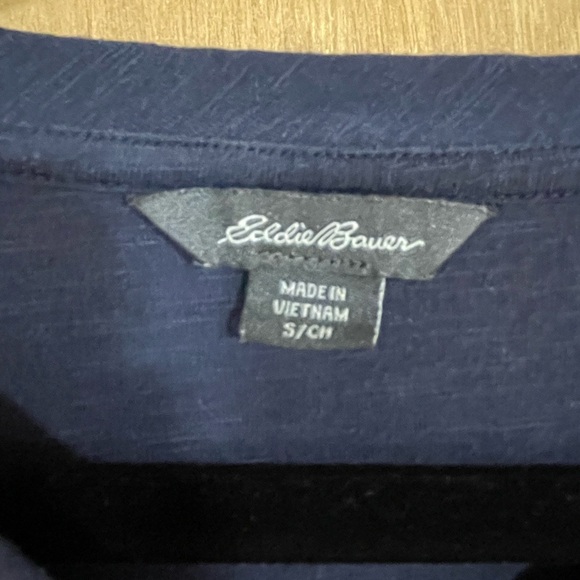 Eddie Bauer
MADE IN
VIETNAM
S/CH